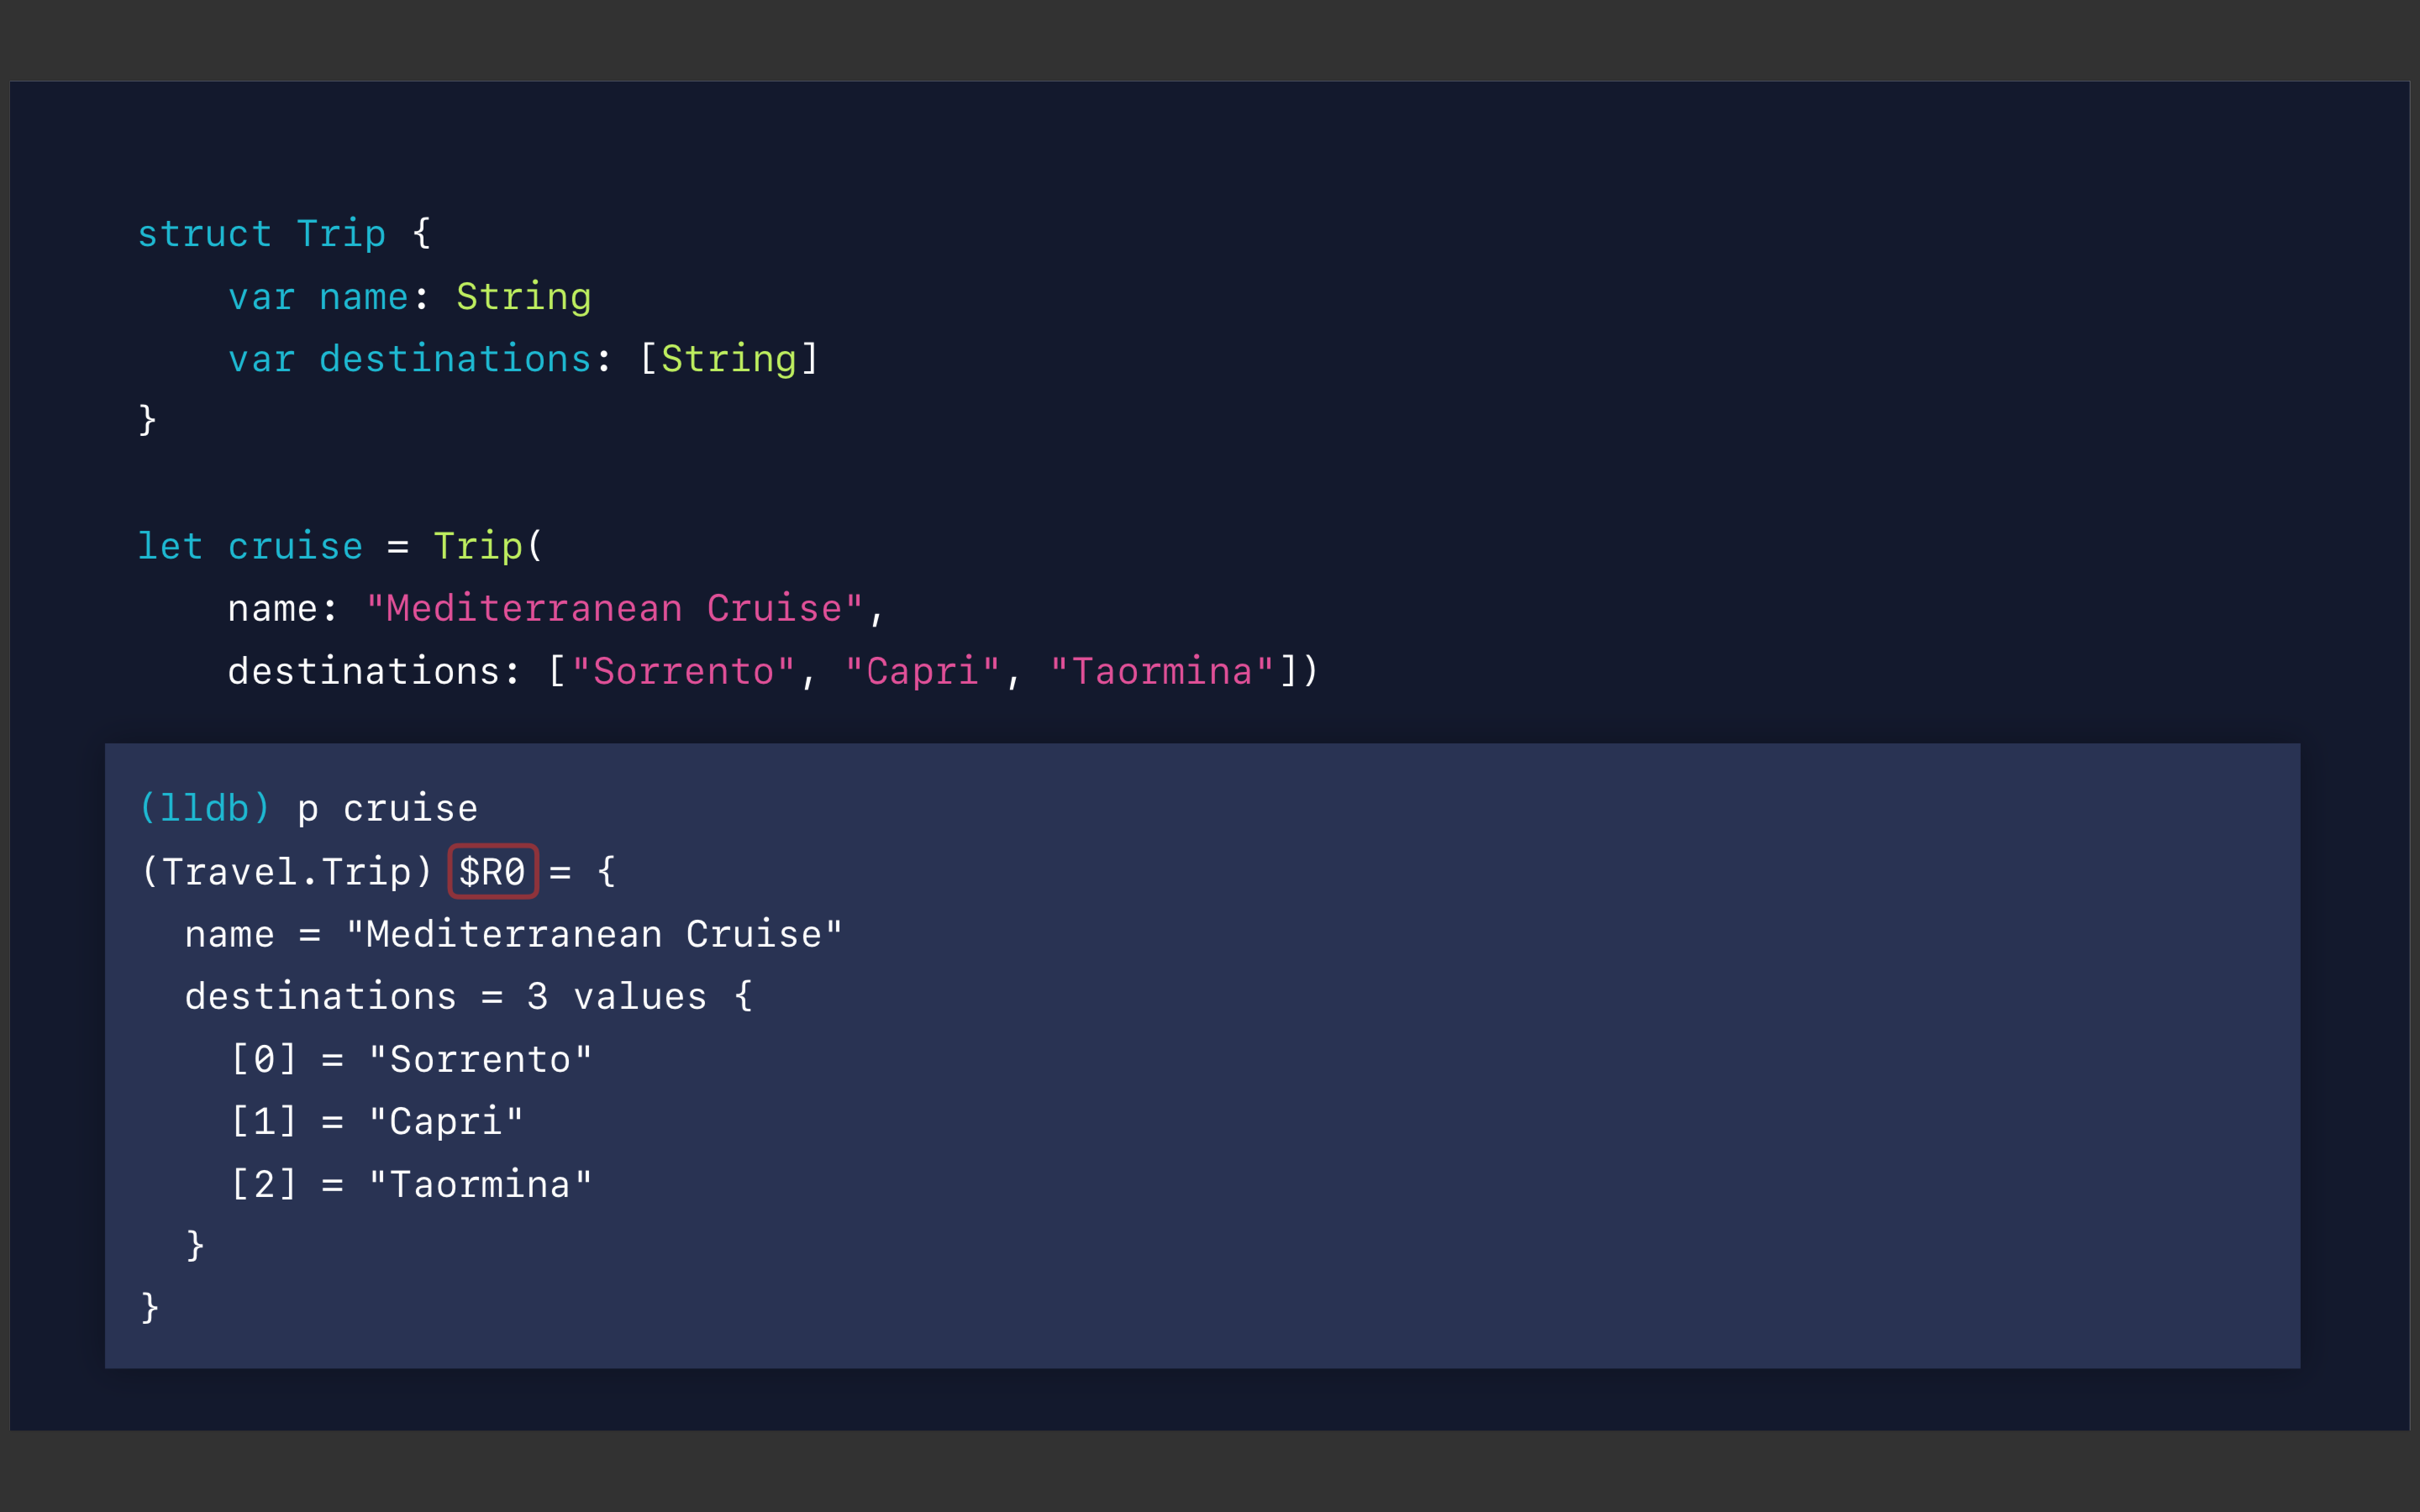 struct Trip {
    var name: String
    var destinations: [String]
}
let cruise = Trip(
    name: "Mediterranean Cruise",
    destinations: ["Sorrento", "Capri", "Taormina"])
(lldb) p cruise
(Travel.Trip) $R0 = {
  name = "Mediterranean Cruise"
  destinations = 3 values {
    [0] = "Sorrento"
    [1] = "Capri"
    [2] = "Taormina"
  }
}